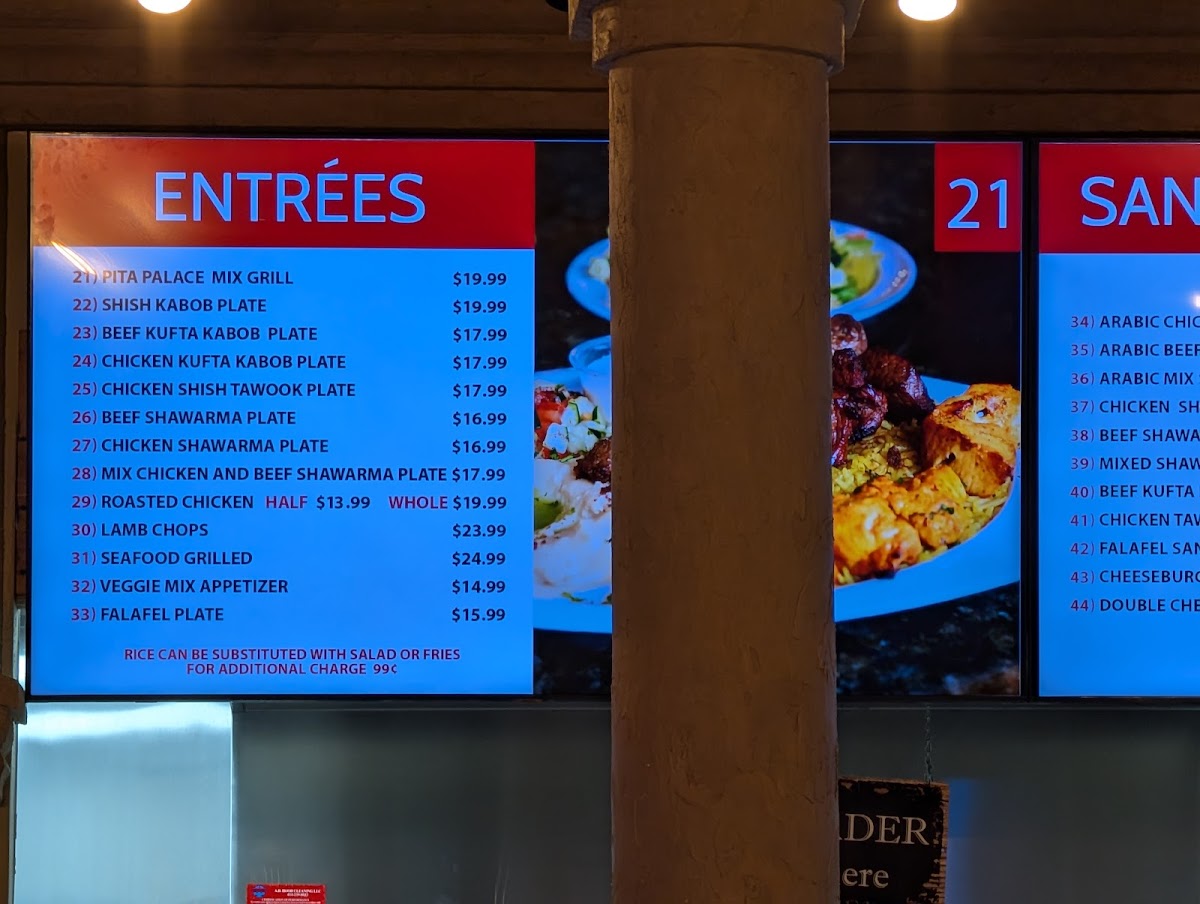 ENTRÉES
21) PITA PALACE MIX GRILL $19.99
22) SHISH KABOB PLATE $19.99
23) BEEF KUFTA KABOB PLATE $17.99
24) CHICKEN KUFTA KABOB PLATE $17.99
25) CHICKEN SHISH TAWOOK PLATE $17.99
26) BEEF SHAWARMA PLATE $16.99
27) CHICKEN SHAWARMA PLATE $16.99
28) MIX CHICKEN AND BEEF SHAWARMA PLATE $17.99
29) ROASTED CHICKEN HALF $13.99 WHOLE $19.99
30) LAMB CHOPS $23.99
31) SEAFOOD GRILLED $24.99
32) VEGGIE MIX APPETIZER $14.99
33) FALAFEL PLATE $15.99
RICE CAN BE SUBSTITUTED WITH SALAD OR FRIES
FOR ADDITIONAL CHARGE 99¢
21
SAN
34) ARABIC CHIC
35) ARABIC BEEF
36) ARABIC MIX
37) CHICKEN SH
38) BEEF SHAWA
39) MIXED SHAW
40) BEEF KUFTA
41) CHICKEN TAW
42) FALAFEL SAN
43) CHEESEBURG
44) DOUBLE CHE
DER
ere